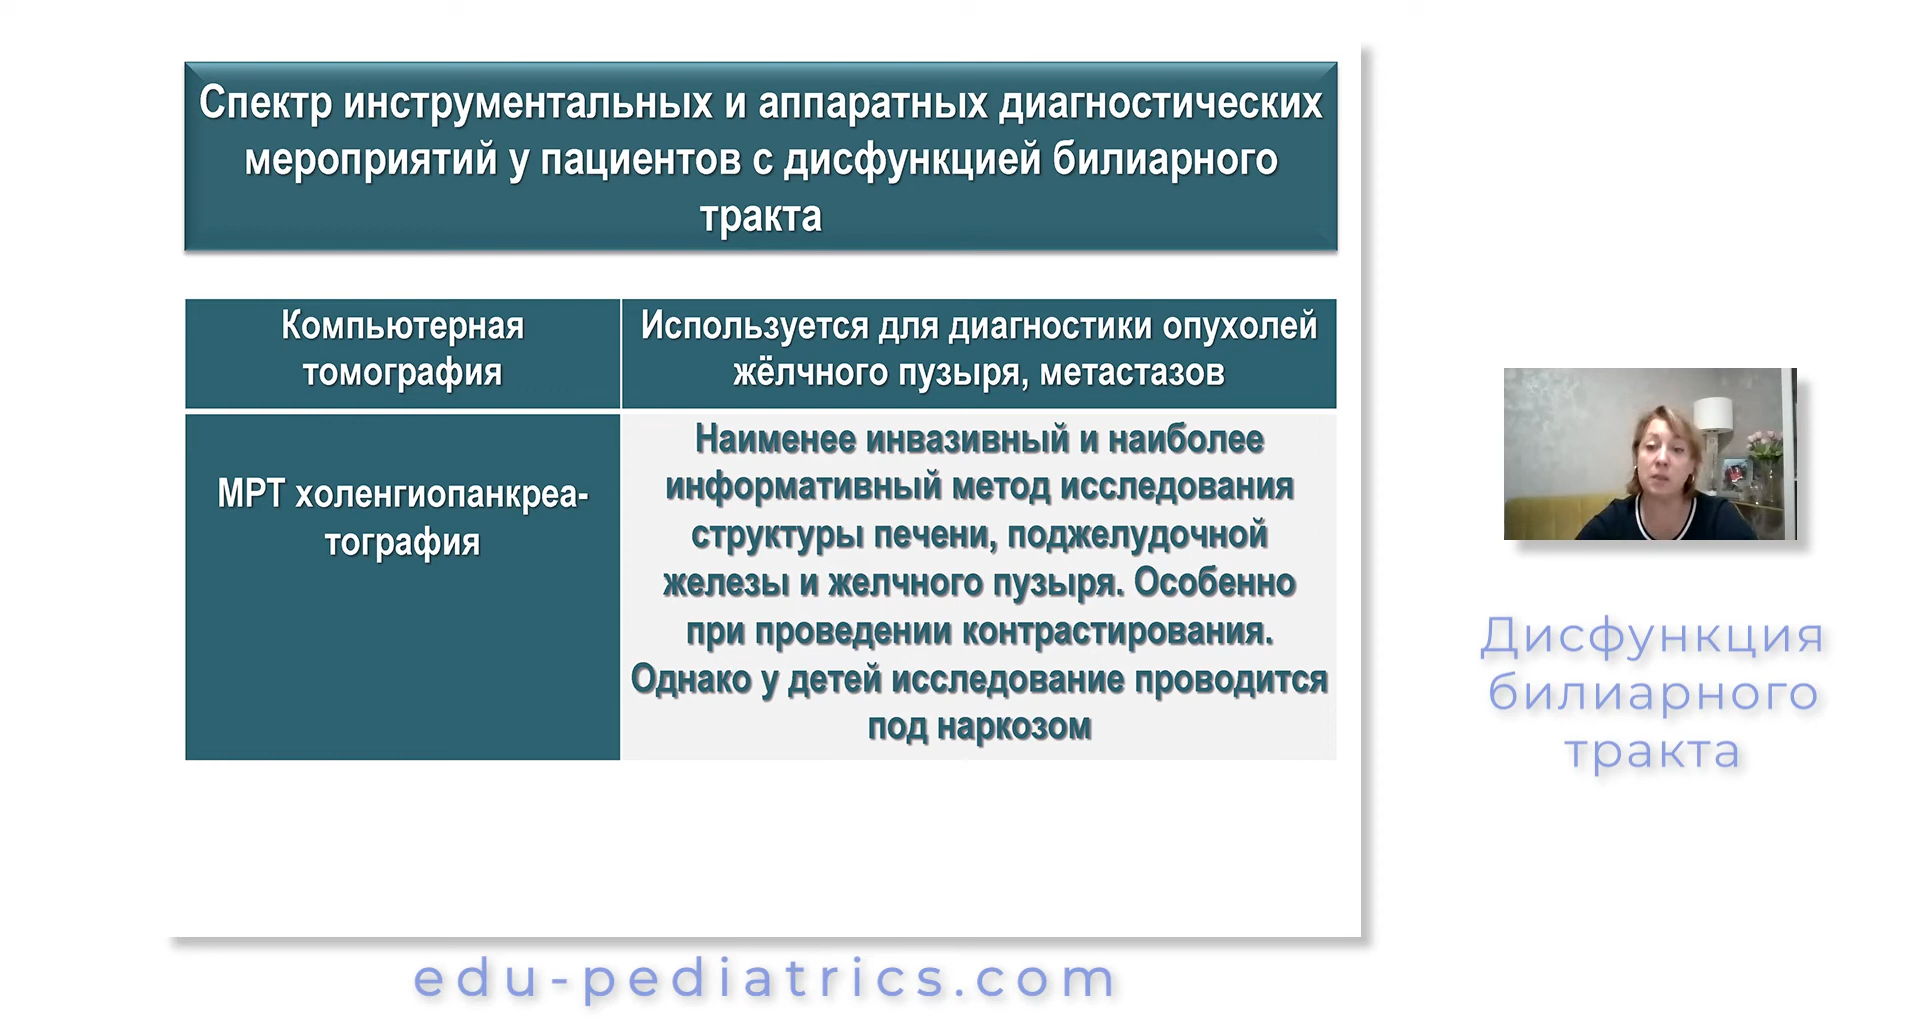 Спектр инструментальных и аппаратных диагностических
мероприятий у пациентов с дисфункцией билиарного
тракта
Компьютерная
томография
Используется для диагностики опухолей
жёлчного пузыря, метастазов
МРТ холенгиопанкреа-
тография
Наименее инвазивный и наиболее
информативный метод исследования
структуры печени, поджелудочной
железы и желчного пузыря. Особенно
при проведении контрастирования.
Однако у детей исследование проводится
под наркозом
Дисфункция
билиарного
тракта
edu-pediatrics.com